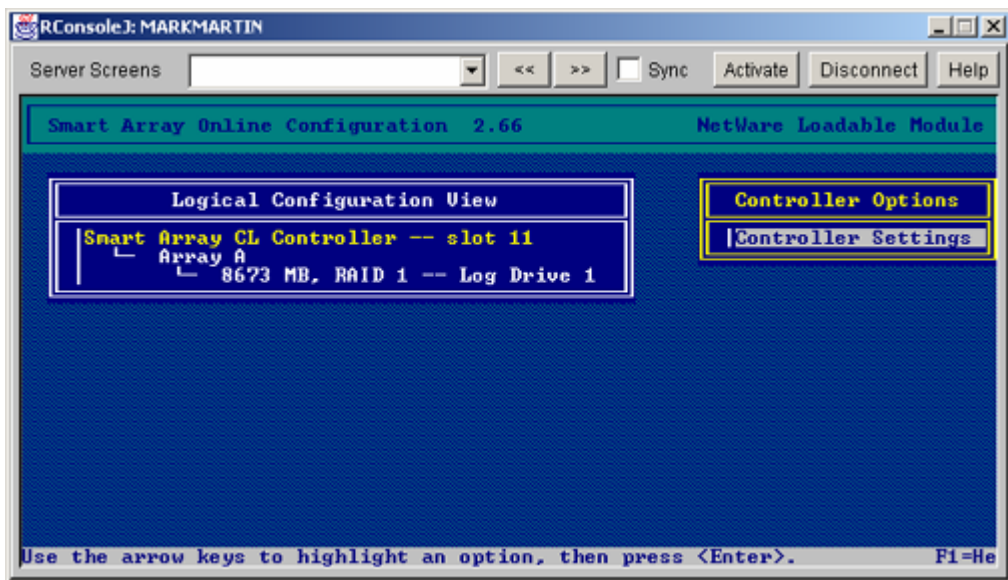 RConsoleJ: MARKMARTIN
Server Screens << >> Sync Activate Disconnect Help
Smart Array Online Configuration 2.66 NetWare Loadable Module
Logical Configuration View
Smart Array CL Controller -- slot 11
Array A
8673 MB, RAID 1 -- Log Drive 1
Controller Options
Controller Settings
Use the arrow keys to highlight an option, then press <Enter>. F1=He